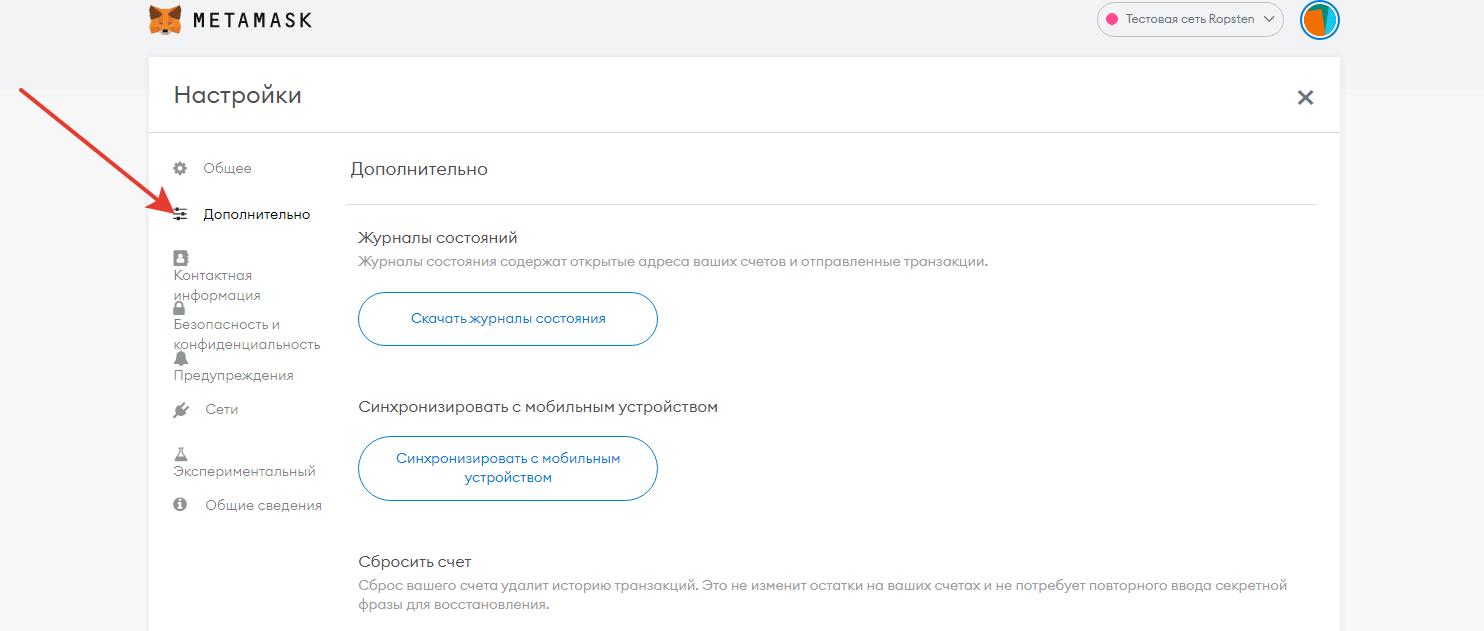 METAMASK
Тестовая сеть Ropsten
Настройки
Общее
Дополнительно
Контактная
информация
Безопасность и
конфиденциальность
Предупреждения
Сети
Экспериментальный
Общие сведения
Дополнительно
Журналы состояний
Журналы состояния содержат открытые адреса ваших счетов и отправленные транзакции.
Скачать журналы состояния
Синхронизировать с мобильным устройством
Синхронизировать с мобильным
устройством
Сбросить счет
Сброс вашего счета удалит историю транзакций. Это не изменит остатки на ваших счетах и не потребует повторного ввода секретной
фразы для восстановления.